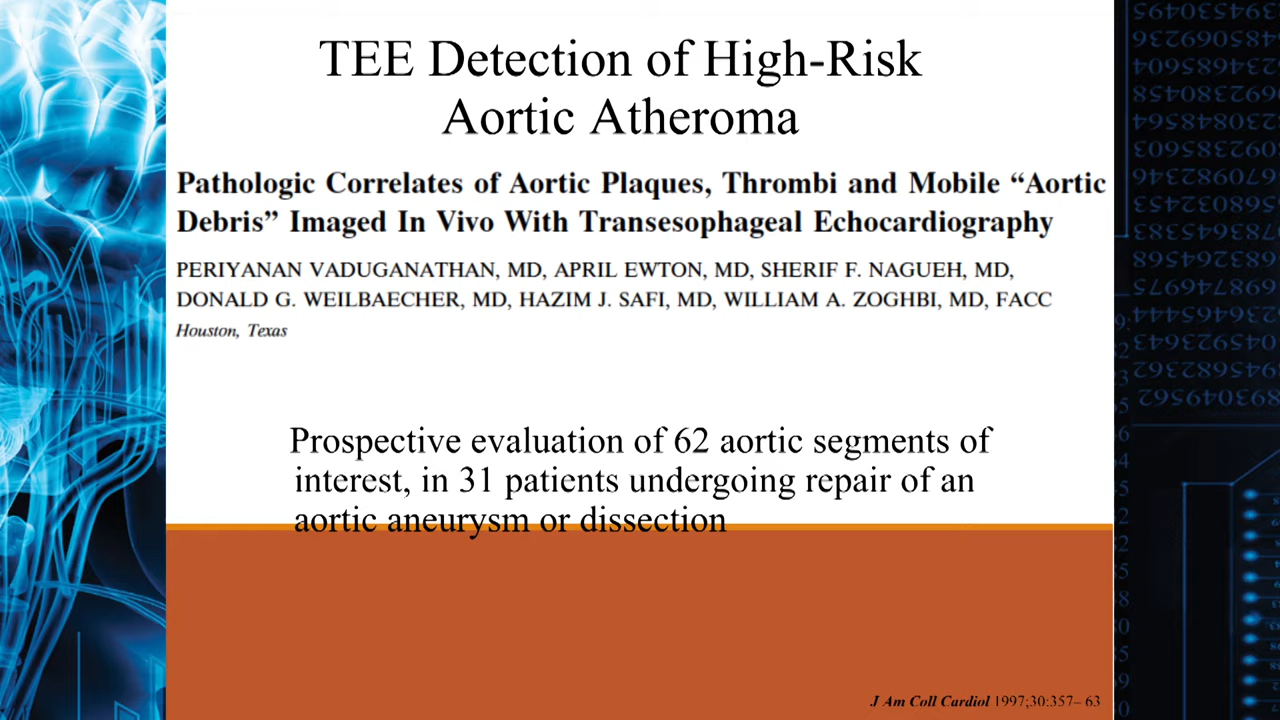 TEE Detection of High-Risk
Aortic Atheroma
Pathologic Correlates of Aortic Plaques, Thrombi and Mobile “Aortic
Debris” Imaged In Vivo With Transesophageal Echocardiography
PERIYANAN VADUGANATHAN, MD, APRIL EWTON, MD, SHERIF F. NAGUEH, MD,
DONALD G. WEILBAECHER, MD, HAZIM J. SAFI, MD, WILLIAM A. ZOGHBI, MD, FACC
Houston, Texas
Prospective evaluation of 62 aortic segments of
interest, in 31 patients undergoing repair of an
aortic aneurysm or dissection
J Am Coll Cardiol 1997;30:357– 63